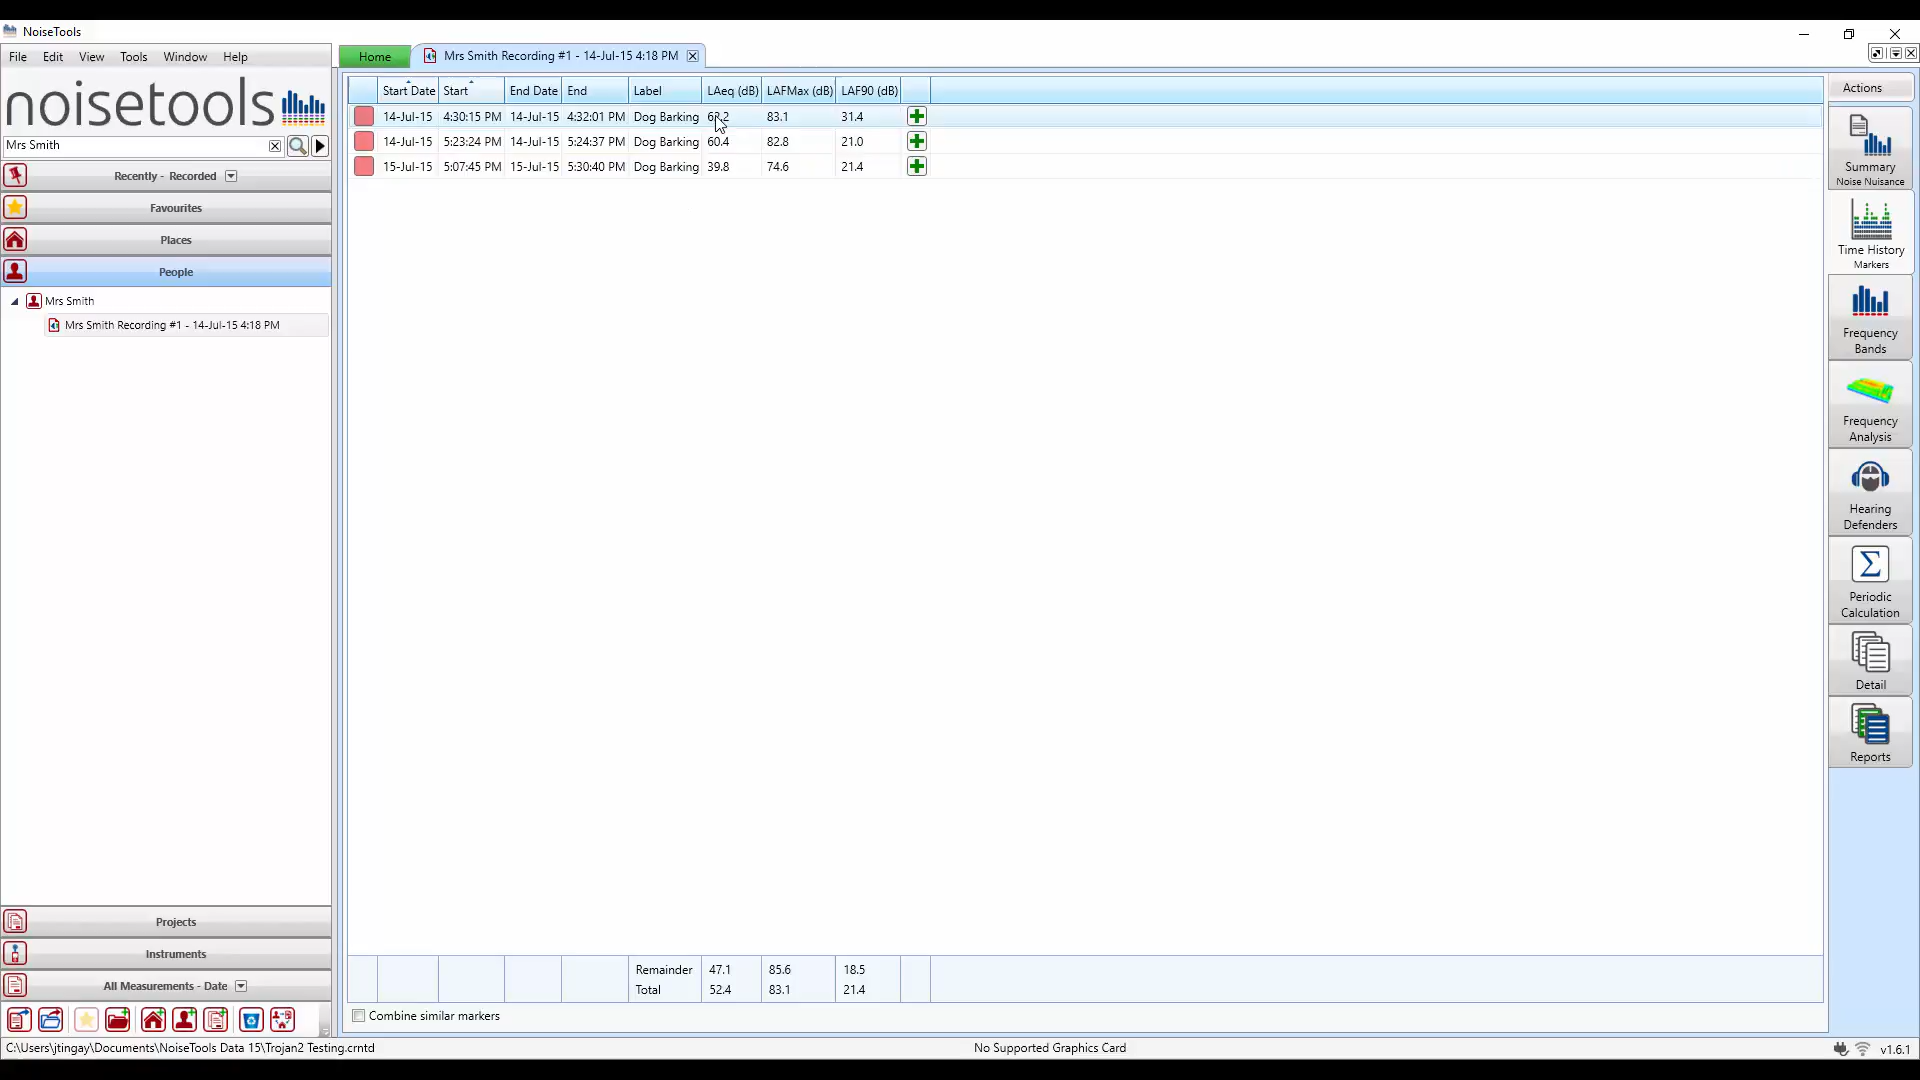 NoiseTools
File Edit View Tools Window Help
Home Mrs Smith Recording #1 - 14-Jul-15 4:18 PM
noisetools
Mrs Smith
Recently - Recorded
Favourites
Places
People
Mrs Smith
Mrs Smith Recording #1 - 14-Jul-15 4:18 PM
Projects
Instruments
All Measurements - Date
Start Date Start End Date End Label LAeq (dB) LAFMax (dB) LAF90 (dB)
14-Jul-15 4:30:15 PM 14-Jul-15 4:32:01 PM Dog Barking 83.1 31.4
14-Jul-15 5:23:24 PM 14-Jul-15 5:24:37 PM Dog Barking 60.4 82.8 21.0
15-Jul-15 5:07:45 PM 15-Jul-15 5:30:40 PM Dog Barking 39.8 74.6 21.4
Remainder 47.1 85.6 18.5
Total 52.4 83.1 21.4
Combine similar markers
Actions
Summary
Noise Nuisance
Time History
Markers
Frequency
Bands
Frequency
Analysis
Hearing
Defenders
Σ
Periodic
Calculation
Detail
Reports
C:\Users\jtingay\Documents\NoiseTools Data 15\Trojan2 Testing.crntd
No Supported Graphics Card
v1.6.1